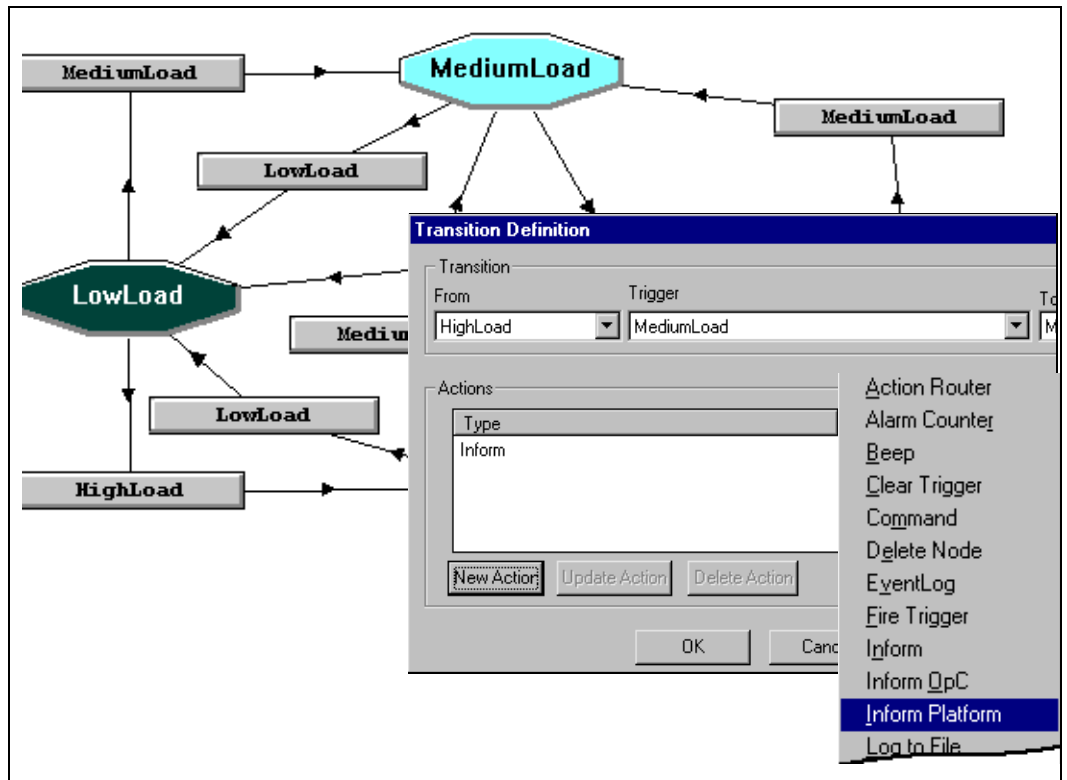 MediumLoad
MediumLoad
MediumLoad
LowLoad
Transition Definition
Transition
From
Trigger
HighLoad
MediumLoad
LowLoad
Actions
Type
Inform
LowLoad
HighLoad
New Action
Update Action
Delete Action
OK
Action Router
Alarm Counter
Beep
Clear Trigger
Command
Delete Node
EventLog
Fire Trigger
Inform
Inform OpC
Inform Platform
Log to File